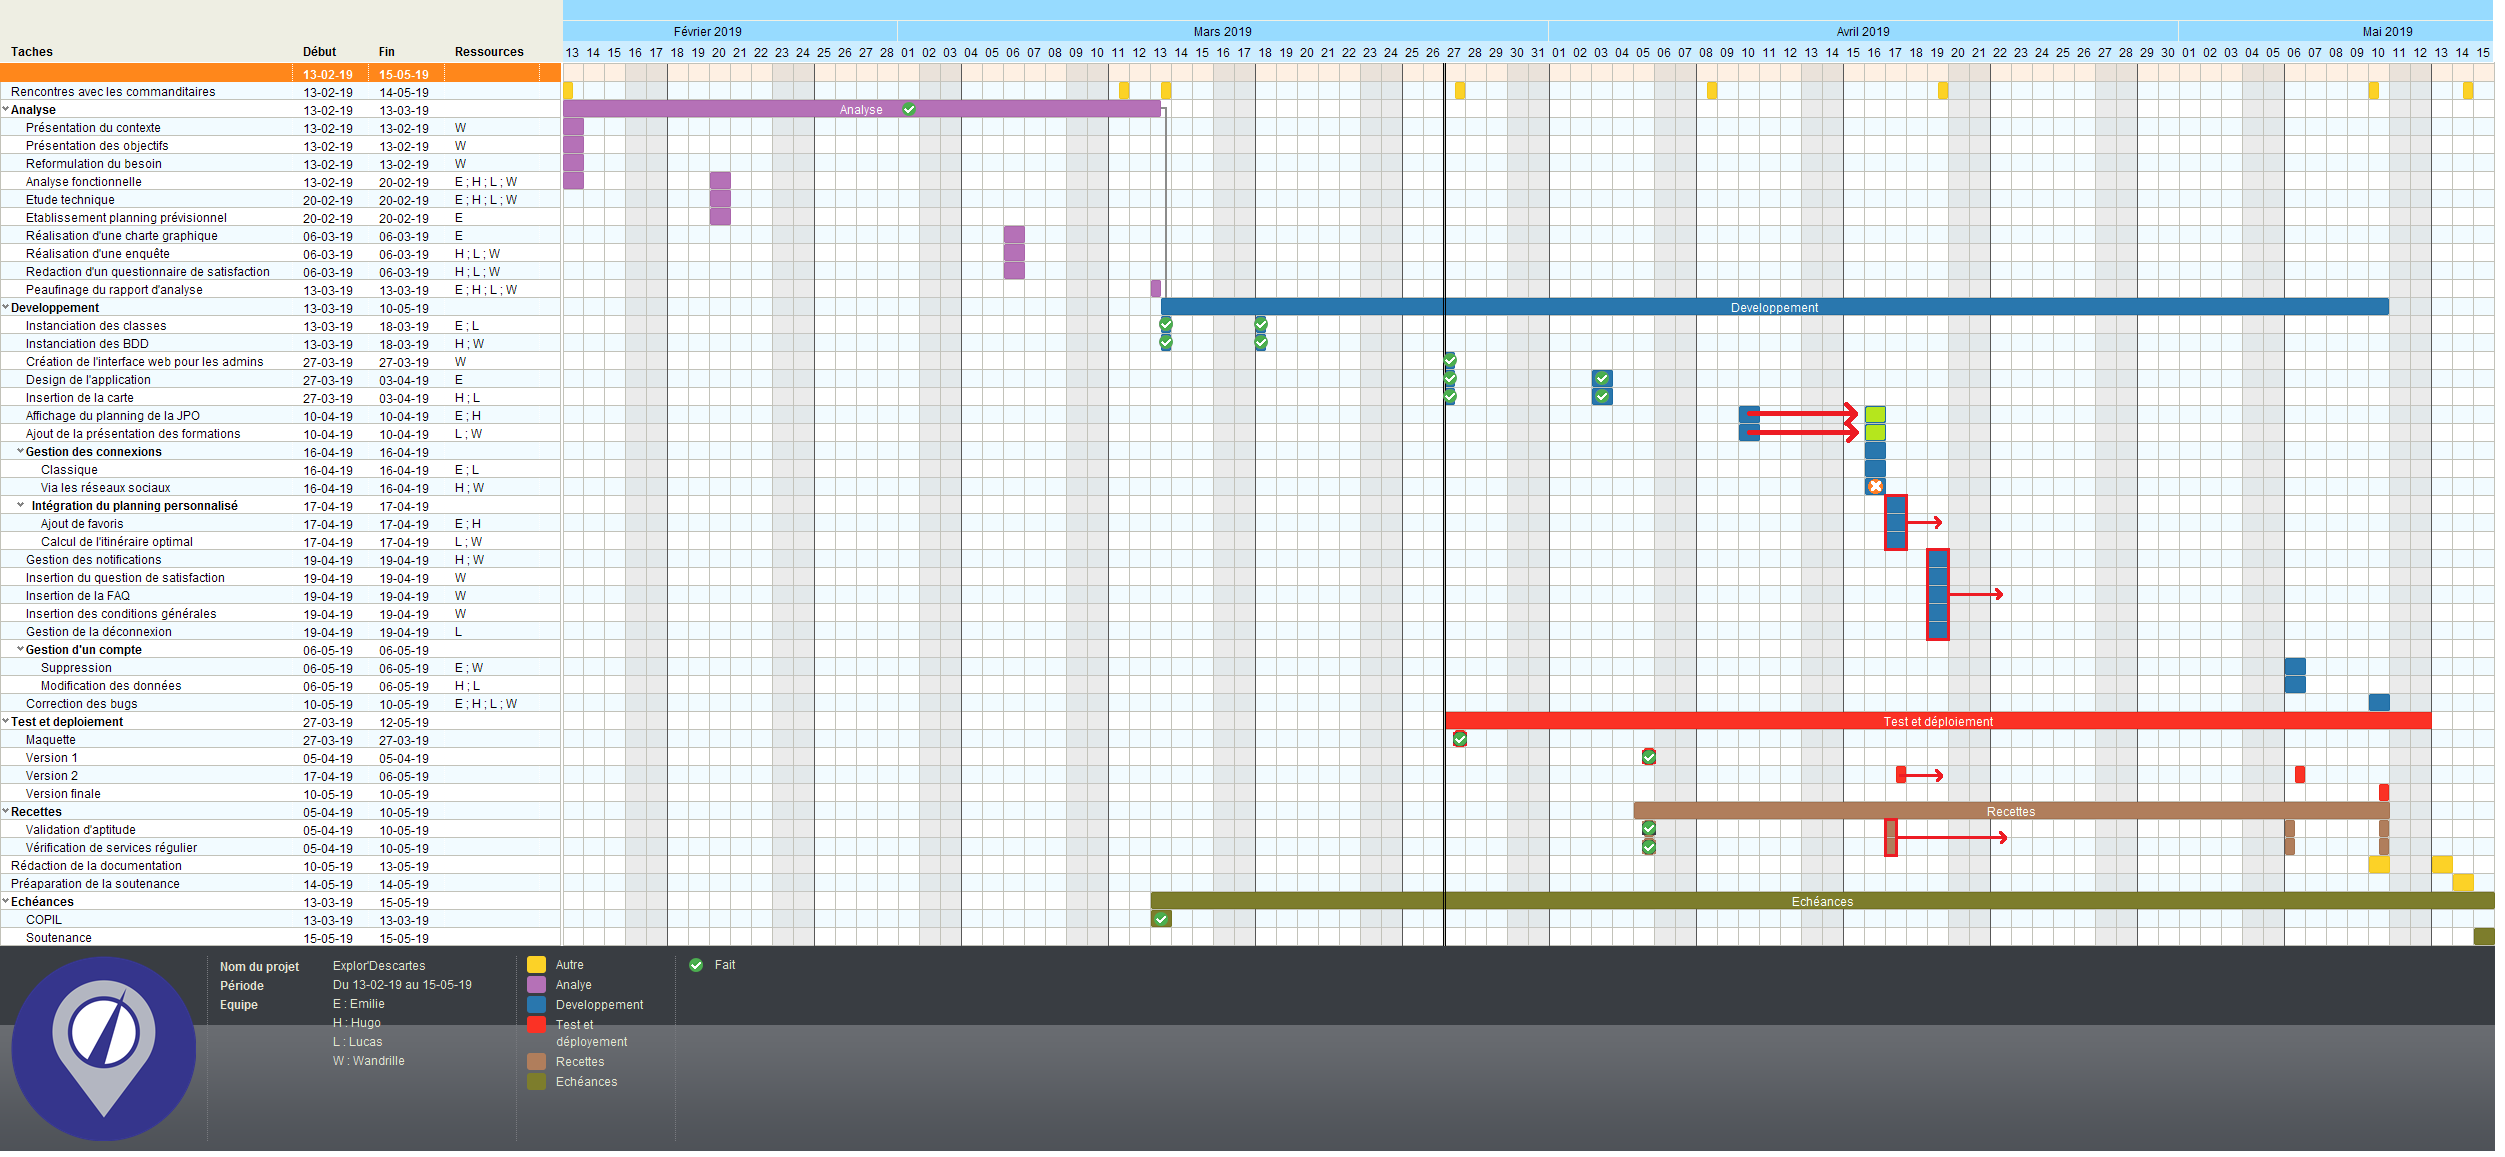 Février 2019 Mars 2019 Avril 2019 Mai 2019
Taches Début Fin Ressources 13 14 15 16 17 18 19 20 21 22 23 24 25 26 27 28 01 02 03 04 05 06 07 08 09 10 11 12 13 14 15 16 17 18 19 20 21 22 23 24 25 26 27 28 29 30 31 01 02 03 04 05 06 07 08 09 10 11 12 13 14 15 16 17 18 19 20 21 22 23 24 25 26 27 28 29 30 01 02 03 04 05 06 07 08 09 10 11 12 13 14 15
13-02-19 15-05-19
Rencontres avec les commanditaires 13-02-19 14-05-19
Analyse 13-02-19 13-03-19 Analyse
Présentation du contexte 13-02-19 13-02-19 W
Présentation des objectifs 13-02-19 13-02-19 W
Reformulation du besoin 13-02-19 13-02-19 W
Analyse fonctionnelle 13-02-19 20-02-19 E ; H ; L ; W
Etude technique 20-02-19 20-02-19 E ; H ; L ; W
Etablissement planning prévisionnel 20-02-19 20-02-19 E
Réalisation d'une charte graphique 06-03-19 06-03-19 E
Réalisation d'une enquête 06-03-19 06-03-19 H ; L ; W
Redaction d'un questionnaire de satisfaction 06-03-19 06-03-19 H ; L ; W
Peaufinage du rapport d'analyse 13-03-19 13-03-19 E ; H ; L ; W
Developpement 13-03-19 10-05-19 Developpement
Instanciation des classes 13-03-19 18-03-19 E ; L
Instanciation des BDD 13-03-19 18-03-19 H ; W
Création de l'interface web pour les admins 27-03-19 27-03-19 W
Design de l'application 27-03-19 03-04-19 E
Insertion de la carte 27-03-19 03-04-19 H ; L
Affichage du planning de la JPO 10-04-19 10-04-19 E ; H
Ajout de la présentation des formations 10-04-19 10-04-19 L ; W
Gestion des connexions 16-04-19 16-04-19
Classique 16-04-19 16-04-19 E ; L
Via les réseaux sociaux 16-04-19 16-04-19 H ; W
Intégration du planning personnalisé 17-04-19 17-04-19
Ajout de favoris 17-04-19 17-04-19 E ; H
Calcul de l'itinéraire optimal 17-04-19 17-04-19 L ; W
Gestion des notifications 19-04-19 19-04-19 H ; W
Insertion du question de satisfaction 19-04-19 19-04-19 W
Insertion de la FAQ 19-04-19 19-04-19 W
Insertion des conditions générales 19-04-19 19-04-19 W
Gestion de la déconnexion 19-04-19 19-04-19 L
Gestion d'un compte 06-05-19 06-05-19
Suppression 06-05-19 06-05-19 E ; W
Modification des données 06-05-19 06-05-19 H ; L
Correction des bugs 10-05-19 10-05-19 E ; H ; L ; W
Test et deploiement 27-03-19 12-05-19 Test et déploiement
Maquette 27-03-19 27-03-19
Version 1 05-04-19 05-04-19
Version 2 17-04-19 06-05-19
Version finale 10-05-19 10-05-19
Recettes 05-04-19 10-05-19 Recettes
Validation d'aptitude 05-04-19 10-05-19
Vérification de services régulier 05-04-19 10-05-19
Rédaction de la documentation 10-05-19 13-05-19
Préaparation de la soutenance 14-05-19 14-05-19
Echéances 13-03-19 15-05-19 Echéances
COPIL 13-03-19 13-03-19
Soutenance 15-05-19 15-05-19
Nom du projet Explor'Descartes
Période Du 13-02-19 au 15-05-19
Equipe E : Emilie
H : Hugo
L : Lucas
W : Wandrille
Autre
Analye
Developpement
Test et
déployement
Recettes
Echéances
Fait